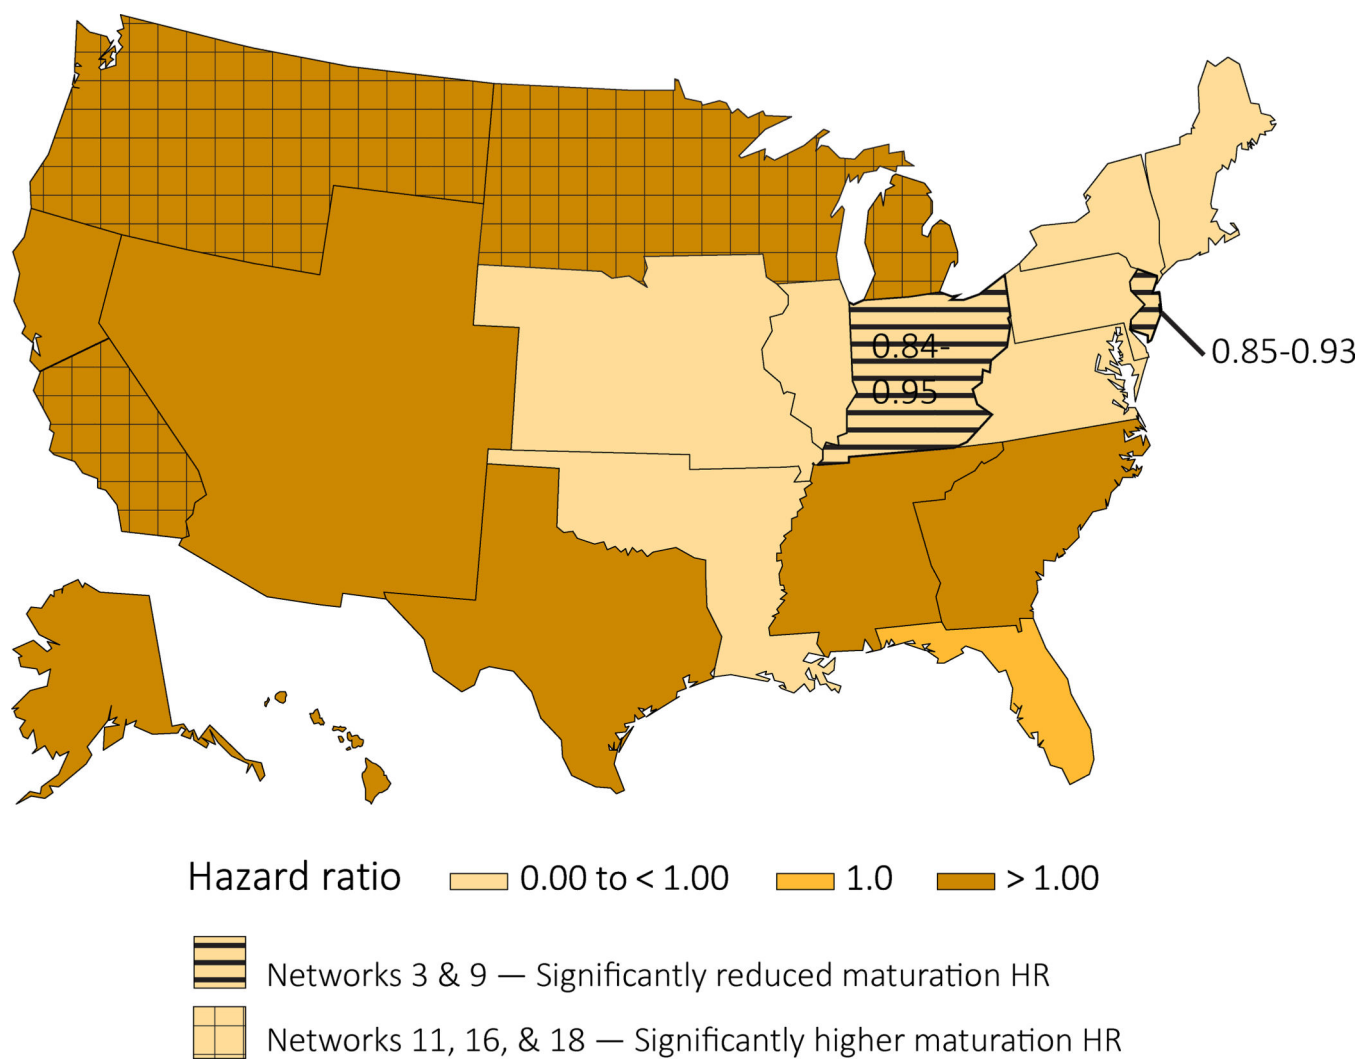 0.84-
0.95
0.85-0.93
Hazard ratio 0.00 to < 1.00 1.0 > 1.00
Networks 3 & 9 — Significantly reduced maturation HR
Networks 11, 16, & 18 — Significantly higher maturation HR